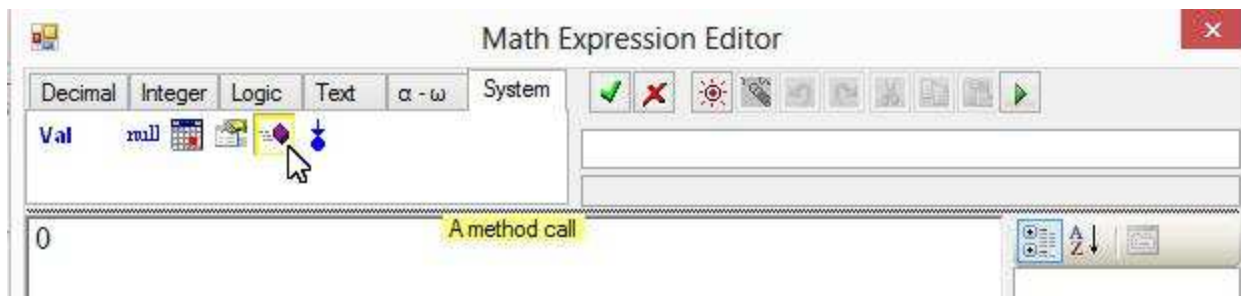 Math Expression Editor
Decimal Integer Logic Text α - ω System
Val null
A method call
0
A Z